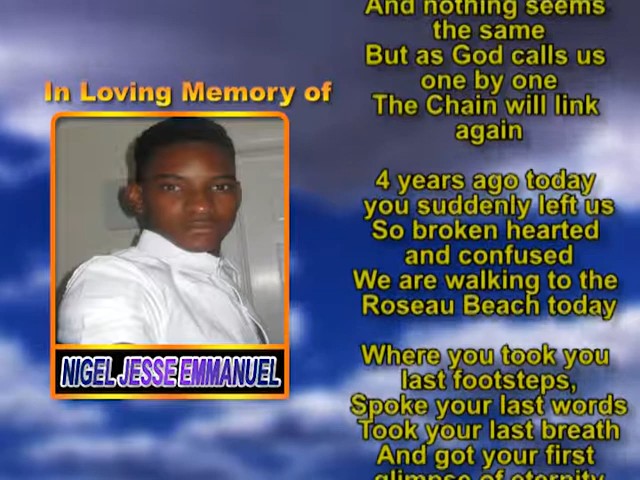 In Loving Memory of
NIGEL JESSE EMMANUEL
And nothing seems
the same
But as God calls us
one by one
The Chain will link
again
4 years ago today
you suddenly left us
So broken hearted
and confused
We are walking to the
Roseau Beach today
Where you took you
last footsteps,
Spoke your last words
Took your last breath
And got your first
glimpse of eternity